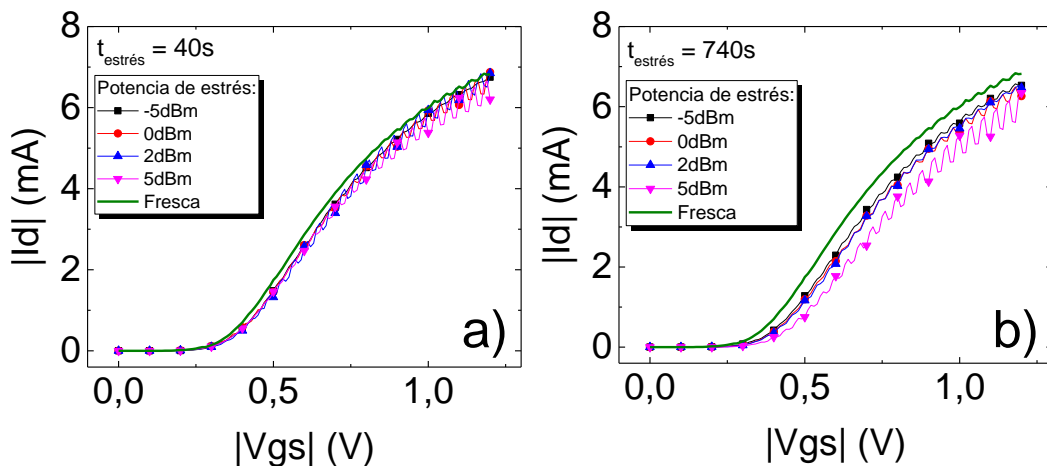 t_estrés = 40s
Potencia de estrés:
-5dBm
0dBm
2dBm
5dBm
Fresca
a)
8
6
4
2
0
|Id| (mA)
0,0 0,5 1,0
|Vgs| (V)
t_estrés = 740s
Potencia de estrés:
-5dBm
0dBm
2dBm
5dBm
Fresca
b)
8
6
4
2
0
|Id| (mA)
0,0 0,5 1,0
|Vgs| (V)